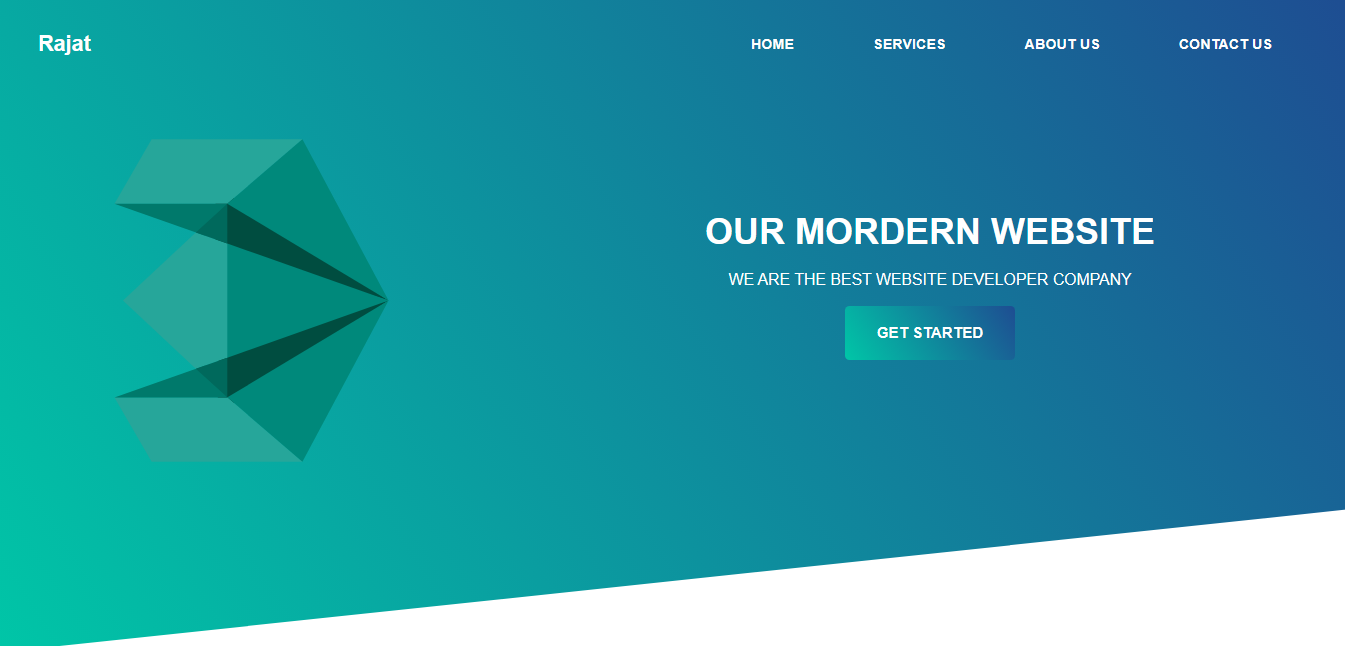 Rajat
HOME SERVICES ABOUT US CONTACT US
OUR MORDERN WEBSITE
WE ARE THE BEST WEBSITE DEVELOPER COMPANY
GET STARTED